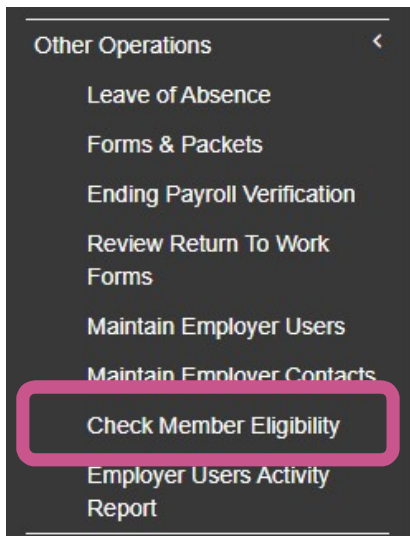 Other Operations
Leave of Absence
Forms & Packets
Ending Payroll Verification
Review Return To Work
Forms
Maintain Employer Users
Maintain Employer Contacts
Check Member Eligibility
Employer Users Activity
Report